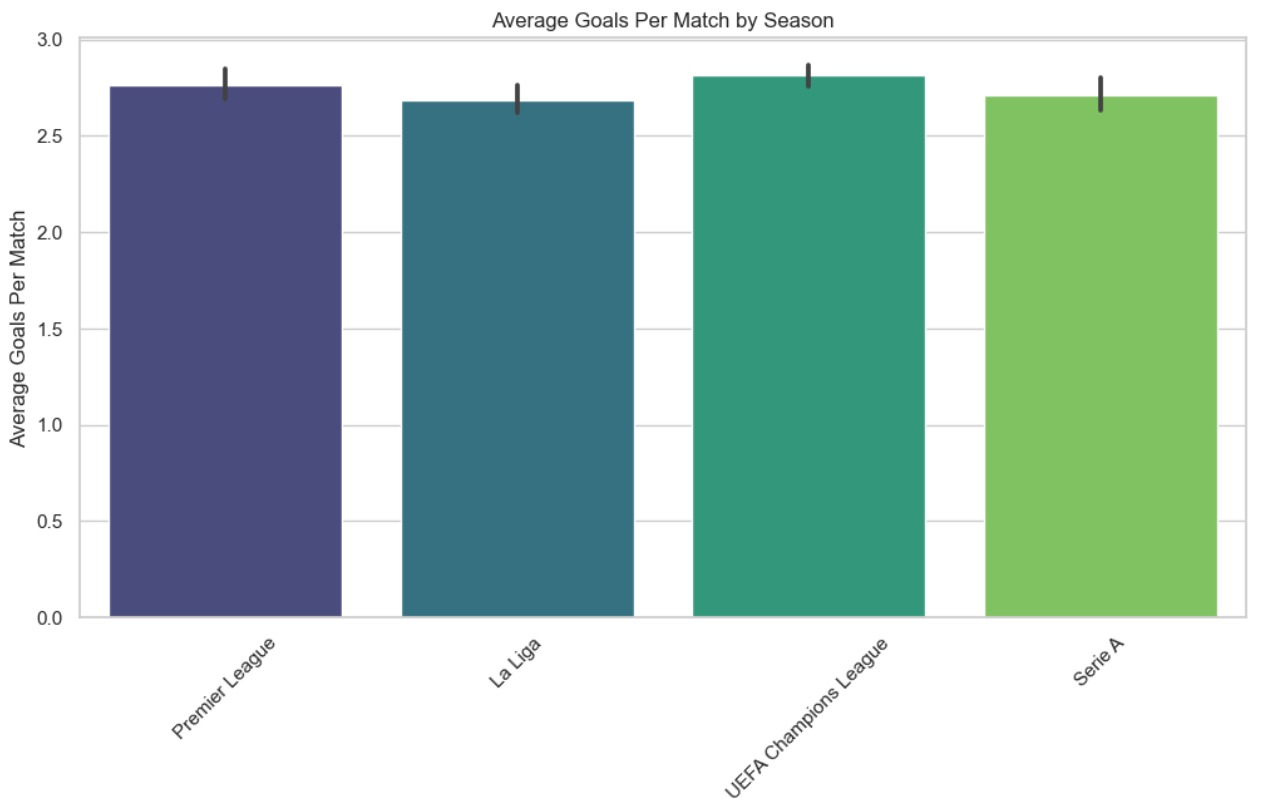 Average Goals Per Match by Season
Average Goals Per Match
3.0
2.5
2.0
1.5
1.0
0.5
0.0
Premier League
La Liga
UEFA Champions League
Serie A